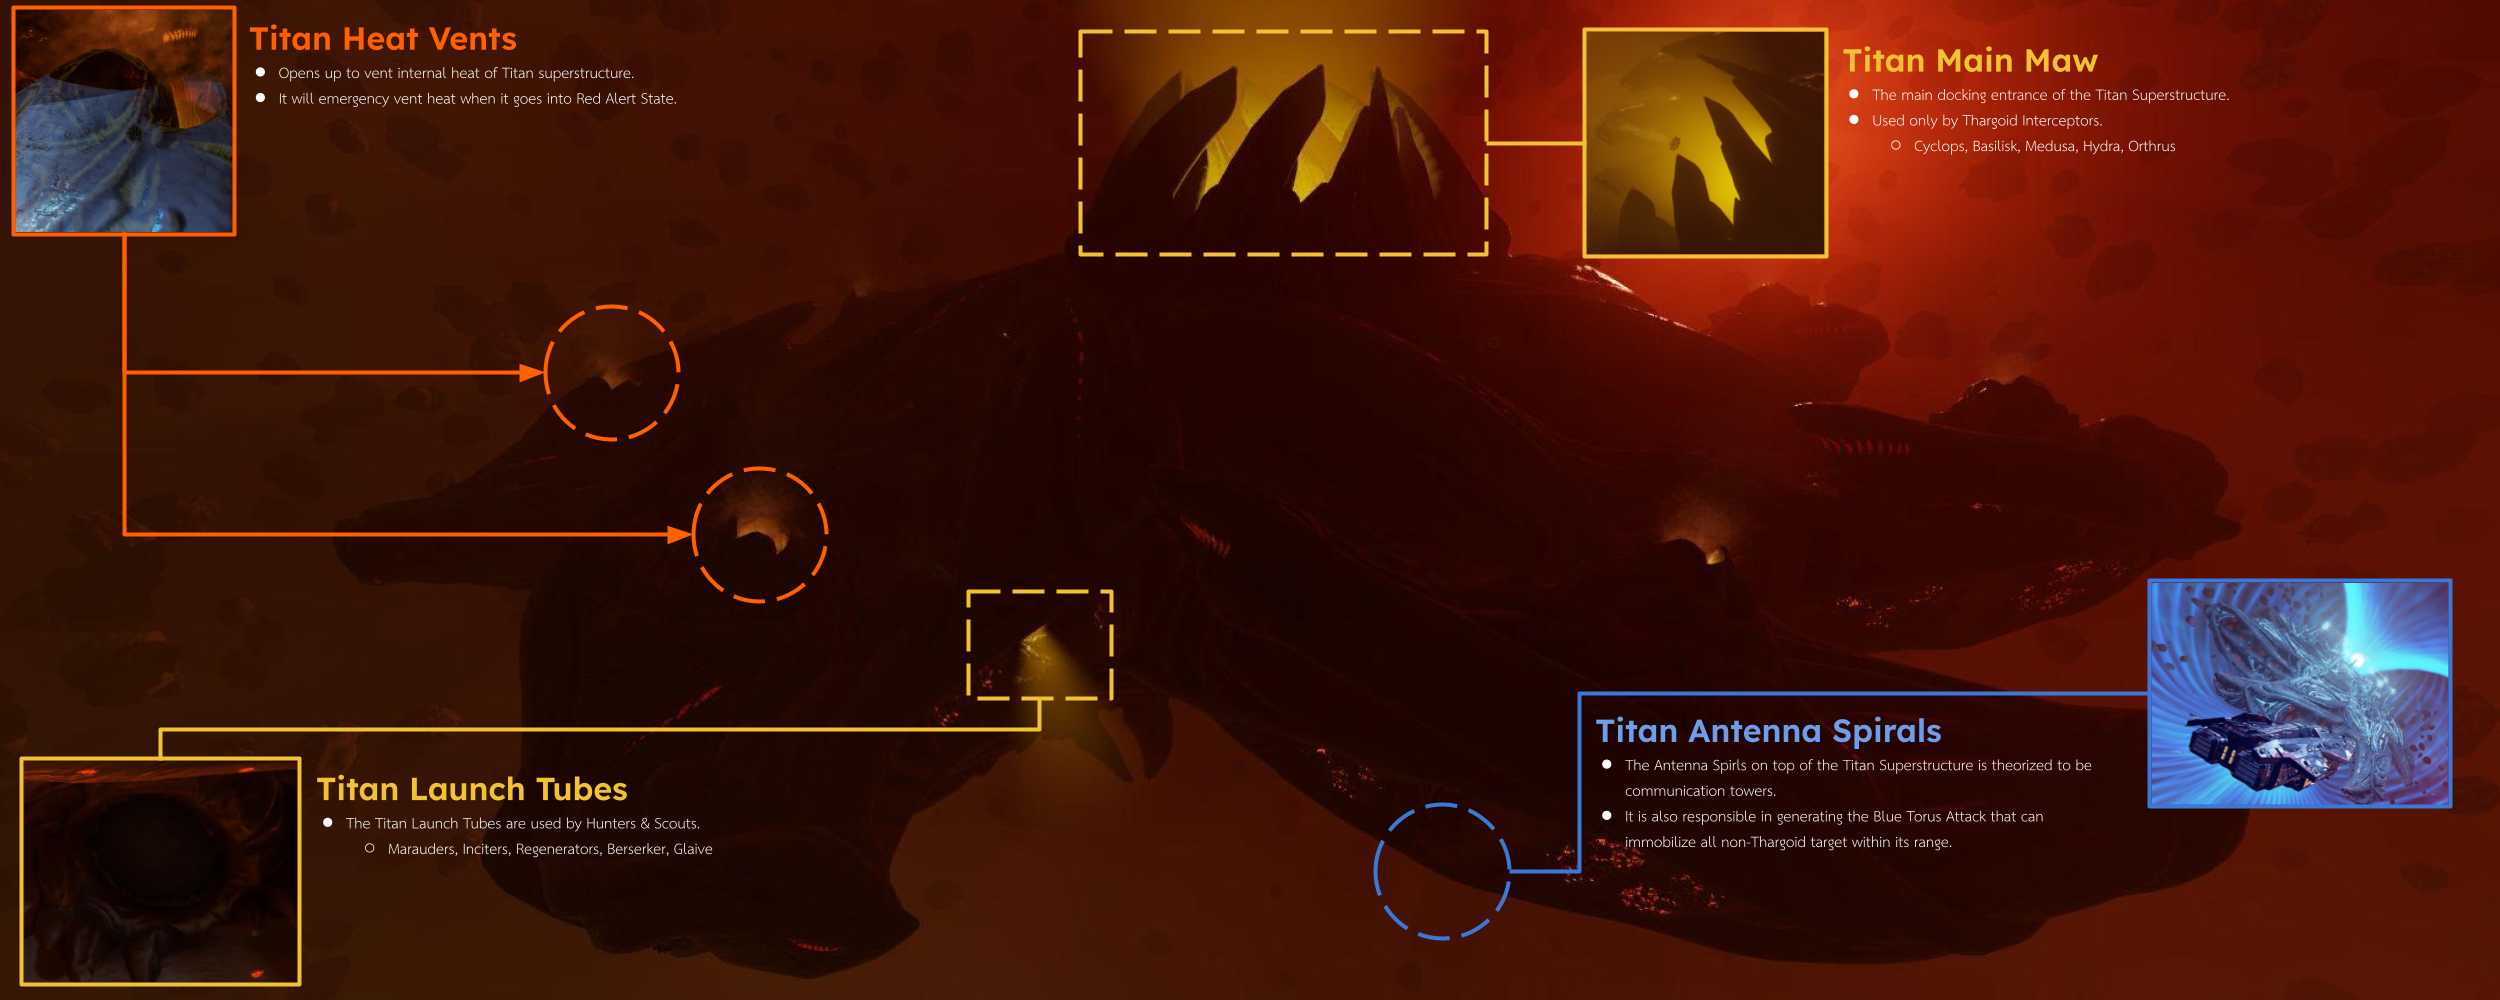 Titan Heat Vents
Opens up to vent internal heat of Titan superstructure.
It will emergency vent heat when it goes into Red Alert State.
Titan Main Maw
The main docking entrance of the Titan Superstructure.
Used only by Thargoid Interceptors.
Cyclops, Basilisk, Medusa, Hydra, Orthrus
Titan Antenna Spirals
The Antenna Spirls on top of the Titan Superstructure is theorized to be
communication towers.
It is also responsible in generating the Blue Torus Attack that can
immobilize all non-Thargoid target within its range.
Titan Launch Tubes
The Titan Launch Tubes are used by Hunters & Scouts.
Marauders, Inciters, Regenerators, Berserker, Glaive